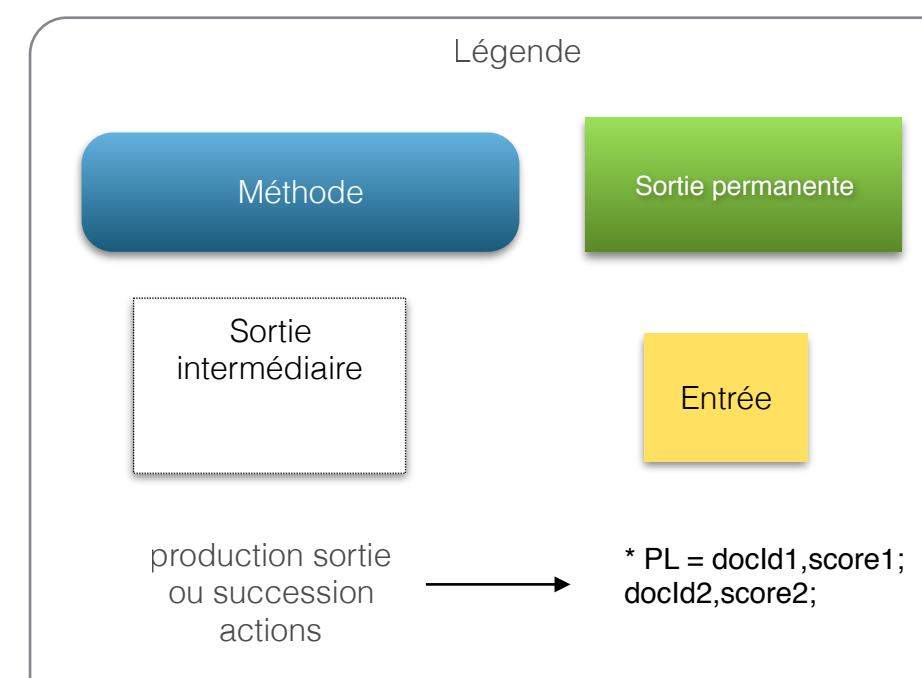 Légende
Méthode
Sortie permanente
Sortie
intermédiaire
Entrée
production sortie
ou succession
actions
* PL = docId1,score1;
docId2,score2;